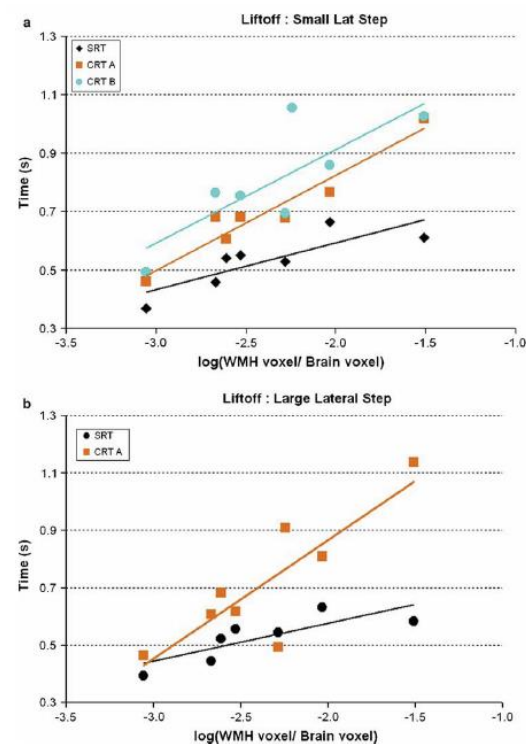 a
Liftoff : Small Lat Step
1.3
SRT
CRT A
CRT B
1.1
0.9
Time (s)
0.7
0.5
0.3
-3.5 -3.0 -2.5 -2.0 -1.5 -1.0
log(WMH voxel/ Brain voxel)
b
Liftoff : Large Lateral Step
1.3
SRT
CRT A
1.1
0.9
Time (s)
0.7
0.5
0.3
-3.5 -3.0 -2.5 -2.0 -1.5 -1.0
log(WMH voxel/ Brain voxel)